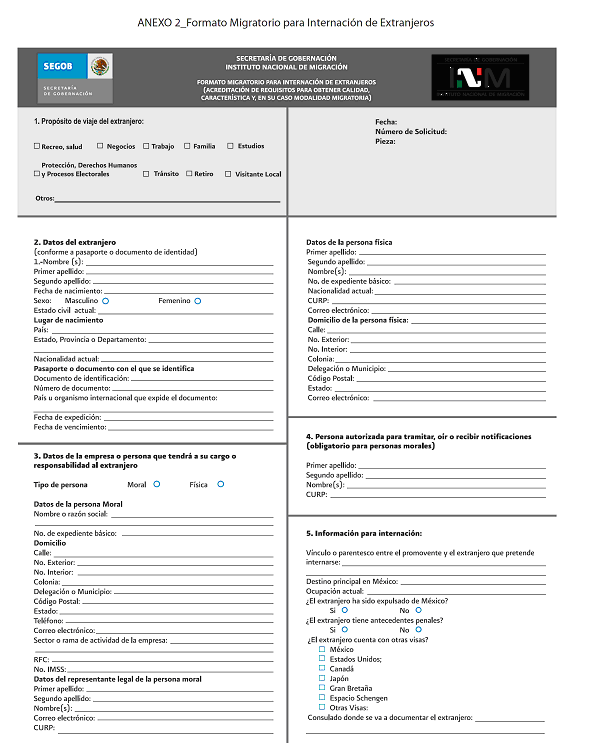 ANEXO 2_Formato Migratorio para Internación de Extranjeros
SEGOB
SECRETARÍA
DE GOBERNACIÓN
SECRETARÍA DE GOBERNACIÓN
INSTITUTO NACIONAL DE MIGRACIÓN
FORMATO MIGRATORIO PARA INTERNACIÓN DE EXTRANJEROS
(ACREDITACIÓN DE REQUISITOS PARA OBTENER CALIDAD,
CARACTERÍSTICA Y, EN SU CASO MODALIDAD MIGRATORIA)
SECRETARÍA DE GOBERNACIÓN
INM
INSTITUTO NACIONAL DE MIGRACIÓN
1. Propósito de viaje del extranjero:
Recreo, salud Negocios Trabajo Familia Estudios
Protección, Derechos Humanos
y Procesos Electorales Tránsito Retiro Visitante Local
Otros:
Fecha:
Número de Solicitud:
Pieza:
2. Datos del extranjero
(conforme a pasaporte o documento de identidad)
1.-Nombre (s):
Primer apellido:
Segundo apellido:
Fecha de nacimiento:
Sexo: Masculino Femenino
Estado civil actual:
Lugar de nacimiento
País:
Estado, Provincia o Departamento:
Nacionalidad actual:
Pasaporte o documento con el que se identifica
Documento de identificación:
Número de documento:
País u organismo internacional que expide el documento:
Fecha de expedición:
Fecha de vencimiento:
3. Datos de la empresa o persona que tendrá a su cargo o
responsabilidad al extranjero
Tipo de persona Moral Física
Datos de la persona Moral
Nombre o razón social:
No. de expediente básico:
Domicilio
Calle:
No. Exterior:
No. Interior:
Colonia:
Delegación o Municipio:
Código Postal:
Estado:
Teléfono:
Correo electrónico:
Sector o rama de actividad de la empresa:
RFC:
No. IMSS:
Datos del representante legal de la persona moral
Primer apellido:
Segundo apellido:
Nombre(s):
Correo electrónico:
CURP:
Datos de la persona física
Primer apellido:
Segundo apellido:
Nombre(s):
No. de expediente básico:
Nacionalidad actual:
CURP:
Correo electrónico:
Domicilio de la persona física:
Calle:
No. Exterior:
No. Interior:
Colonia:
Delegación o Municipio:
Código Postal:
Estado:
Correo electrónico:
4. Persona autorizada para tramitar, oír o recibir notificaciones
(obligatorio para personas morales)
Primer apellido:
Segundo apellido:
Nombre(s):
CURP:
5. Información para internación:
Vínculo o parentesco entre el promovente y el extranjero que pretende
internarse:
Destino principal en México:
Ocupación actual:
¿El extranjero ha sido expulsado de México?
Si No
¿El extranjero tiene antecedentes penales?
Si No
¿El extranjero cuenta con otras visas?
México
Estados Unidos;
Canadá
Japón
Gran Bretaña
Espacio Schengen
Otras Visas:
Consulado donde se va a documentar el extranjero: